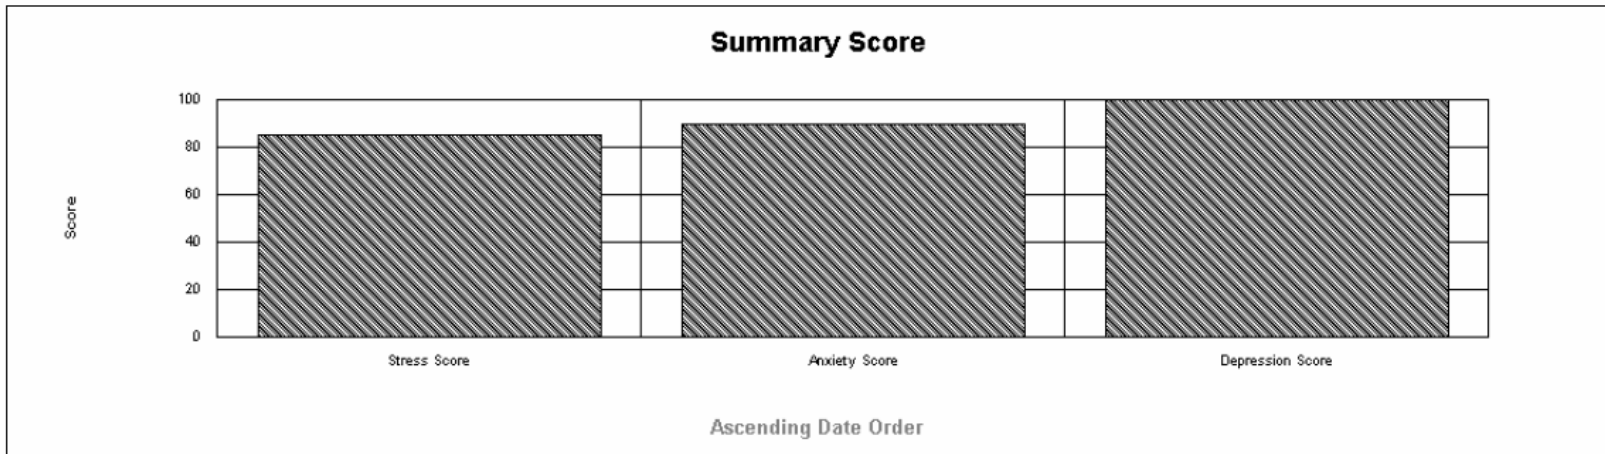 Summary Score
100
80
60
40
20
0
Score
Stress Score Anxiety Score Depression Score
Ascending Date Order